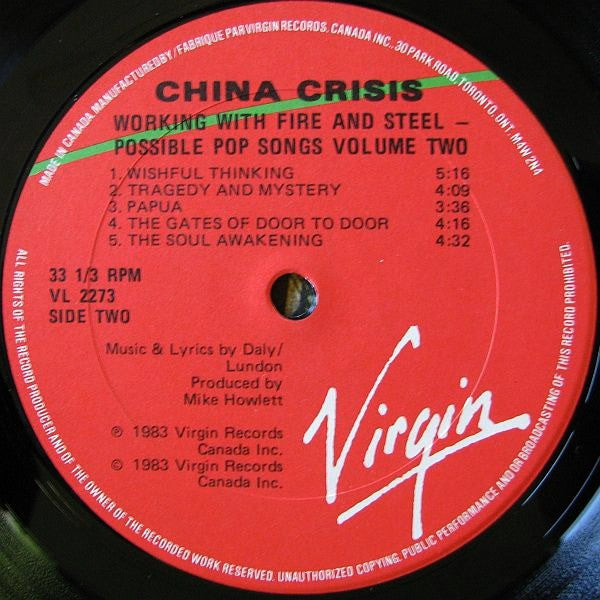 MADE IN CANADA. MANUFACTURED BY / FABRIQUE PAR VIRGIN RECORDS, CANADA INC., 30 PARK ROAD, TORONTO, ONT. M4W 2N4
CHINA CRISIS
WORKING WITH FIRE AND STEEL –
POSSIBLE POP SONGS VOLUME TWO
1. WISHFUL THINKING 5:16
2. TRAGEDY AND MYSTERY 4:09
3. PAPUA 3:36
4. THE GATES OF DOOR TO DOOR 4:16
5. THE SOUL AWAKENING 4:32
33 1/3 RPM
VL 2273
SIDE TWO
Music & Lyrics by Daly/
Lundon
Produced by
Mike Howlett
℗ 1983 Virgin Records
Canada Inc.
© 1983 Virgin Records
Canada Inc.
Virgin
ALL RIGHTS OF THE RECORD PRODUCER AND OF THE OWNER OF THE RECORDED WORK RESERVED. UNAUTHORIZED COPYING, PUBLIC PERFORMANCE AND/OR BROADCASTING OF THIS RECORD PROHIBITED.